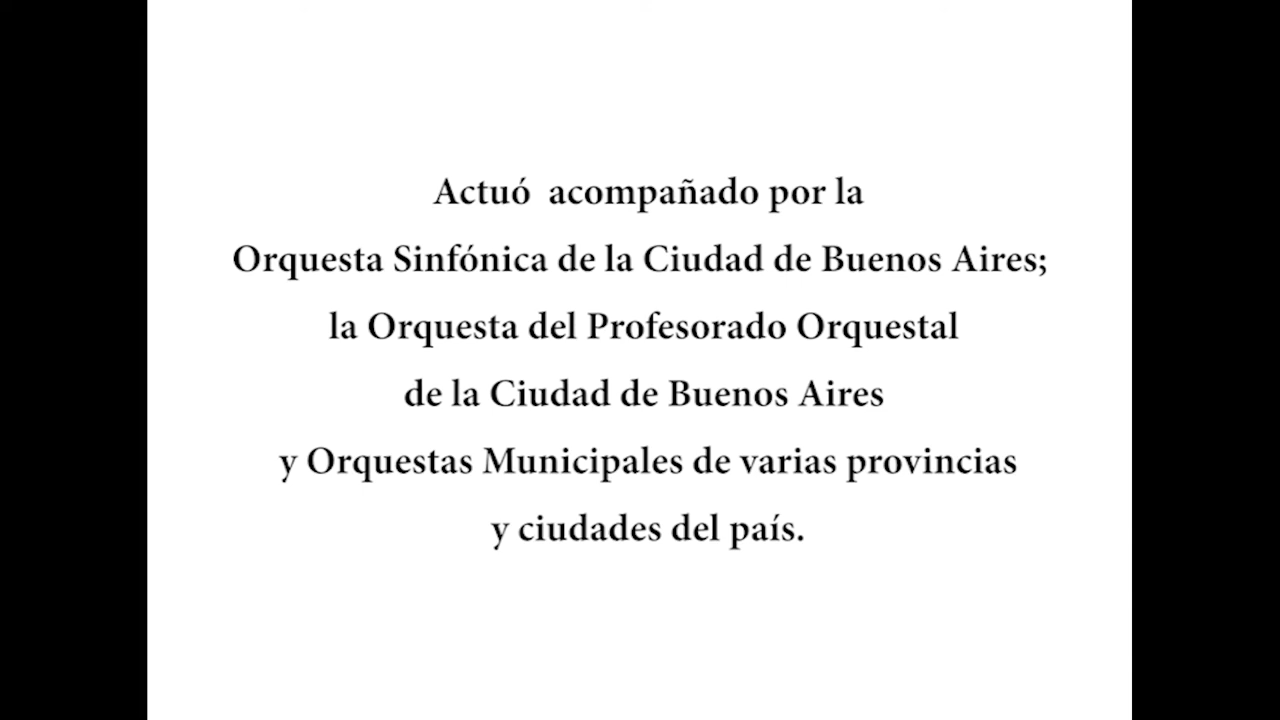 Actuó  acompañado por la
Orquesta Sinfónica de la Ciudad de Buenos Aires;
la Orquesta del Profesorado Orquestal
de la Ciudad de Buenos Aires
y Orquestas Municipales de varias provincias
y ciudades del país.